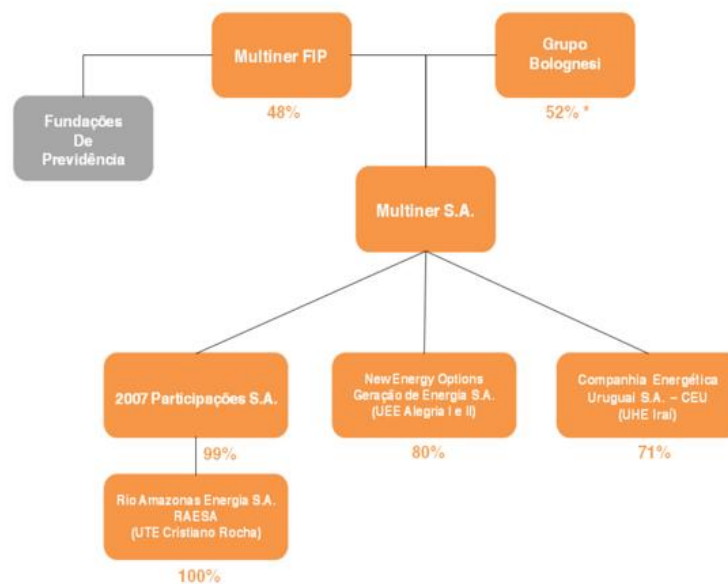 Multiner FIP
48%
Grupo
Bolognesi
52% *
Fundações
De
Previdência
Multiner S.A.
2007 Participações S.A.
99%
New Energy Options
Geração de Energia S.A.
(UEE Alegria I e II)
80%
Companhia Energética
Uruguai S.A. – CEU
(UHE Iraí)
71%
Rio Amazonas Energia S.A.
RAESA
(UTE Cristiano Rocha)
100%